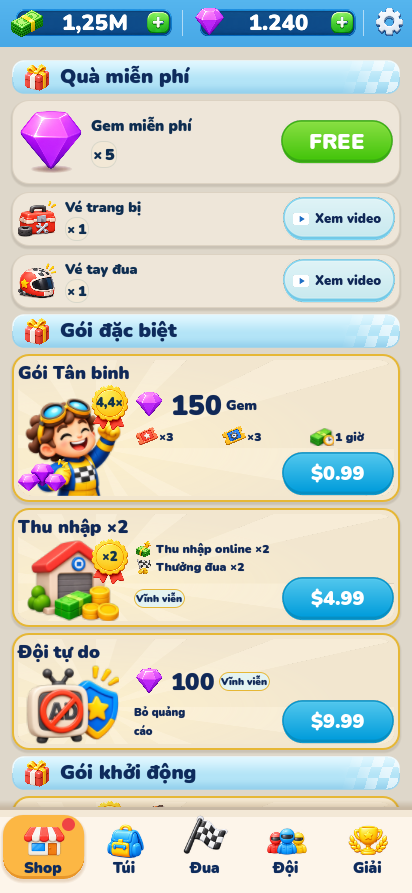 1,25M
1.240
Quà miễn phí
Gem miễn phí
×5
FREE
Vé trang bị
×1
Xem video
Vé tay đua
×1
Xem video
Gói đặc biệt
Gói Tân binh
4,4×
150 Gem
×3
×3
1 giờ
$0.99
Thu nhập ×2
×2
Thu nhập online ×2
Thưởng đua ×2
Vĩnh viễn
$4.99
Đội tự do
AD
100
Vĩnh viễn
Bỏ quảng
cáo
$9.99
Gói khởi động
Shop
Túi
Đua
Đội
Giải